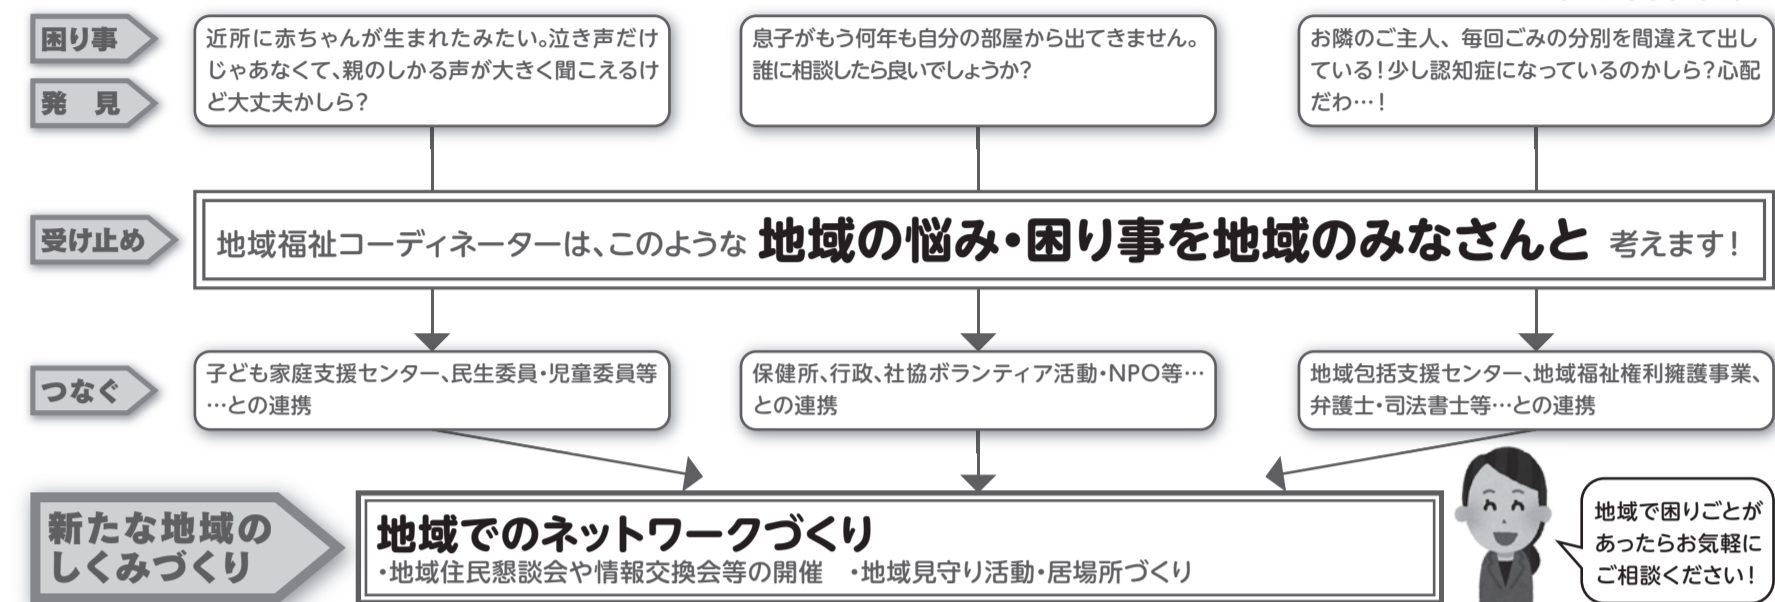 困り事
発 見
近所に赤ちゃんが生まれたみたい。泣き声だけ
じゃあなくて、親のしかる声が大きく聞こえるけ
ど大丈夫かしら?
息子がもう何年も自分の部屋から出てきません。
誰に相談したら良いでしょうか?
お隣のご主人、毎回ごみの分別を間違えて出し
ている!少し認知症になっているのかしら?心配
だわ…!
受け止め
地域福祉コーディネーターは、このような 地域の悩み・困り事を地域のみなさんと 考えます!
つなぐ
子ども家庭支援センター、民生委員・児童委員等
…との連携
保健所、行政、社協ボランティア活動・NPO等…
との連携
地域包括支援センター、地域福祉権利擁護事業、
弁護士・司法書士等…との連携
新たな地域の
しくみづくり
地域でのネットワークづくり
・地域住民懇談会や情報交換会等の開催 ・地域見守り活動・居場所づくり
地域で困りごとが
あったらお気軽に
ご相談ください!